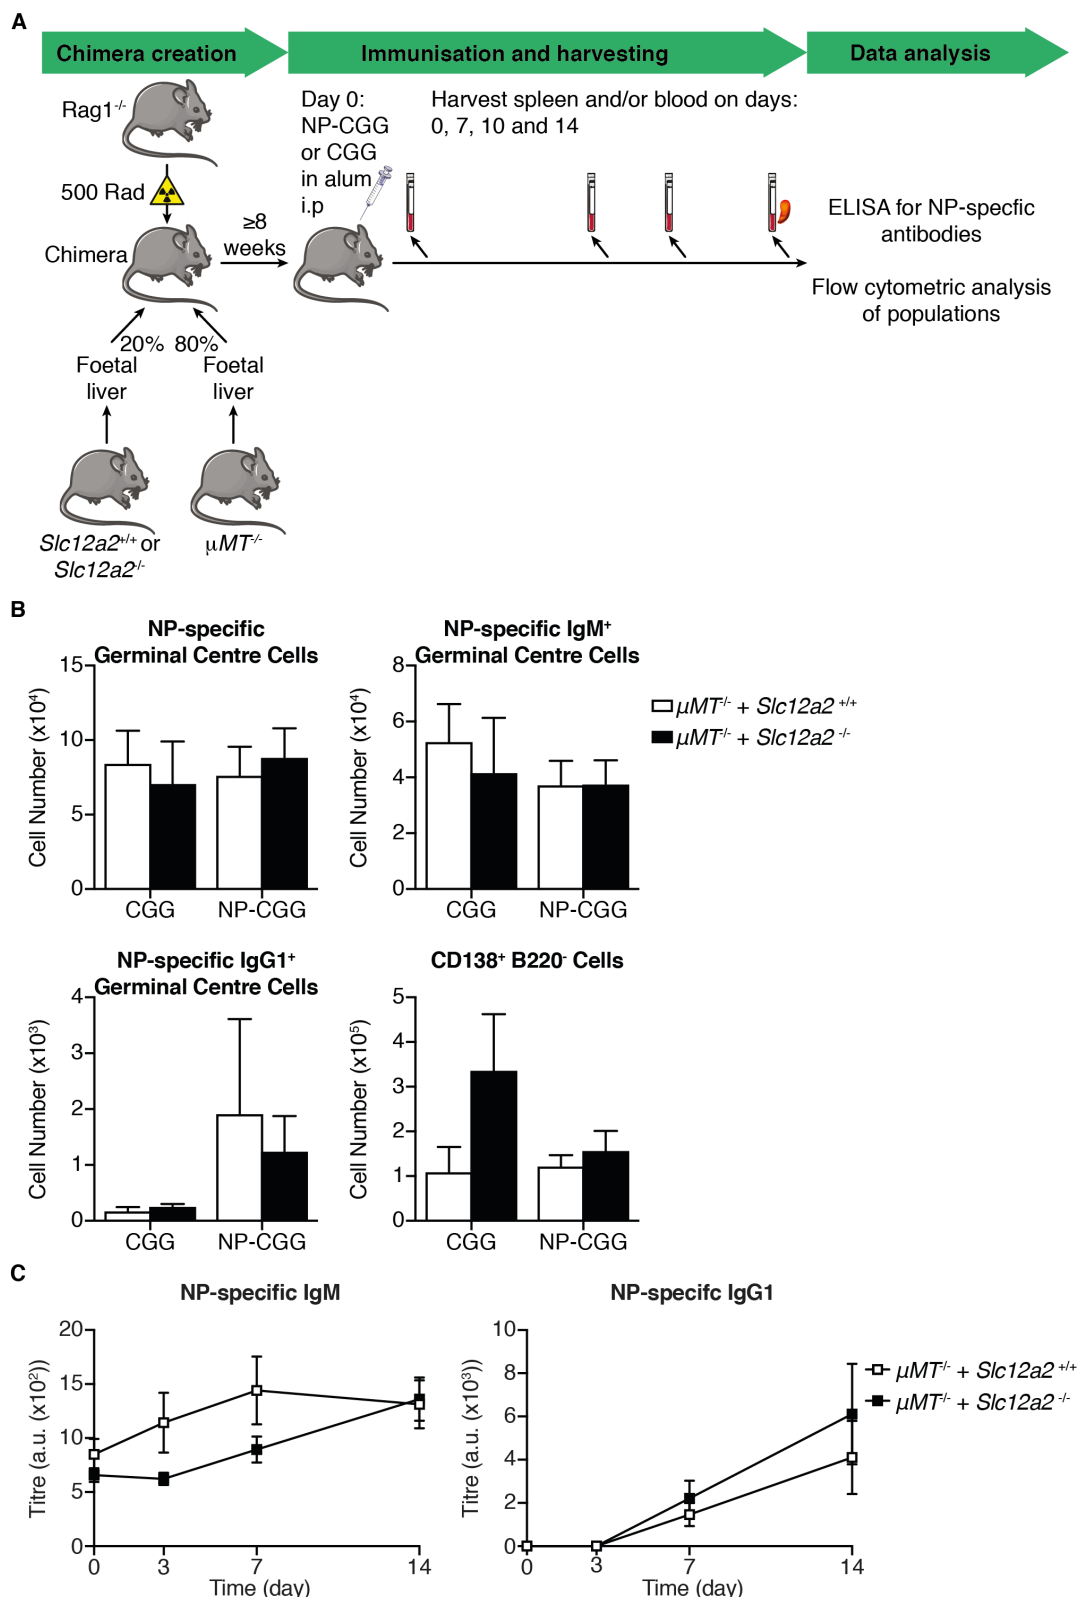 A
Chimera creation
Immunisation and harvesting
Data analysis
Rag1-/-
500 Rad
Chimera
≥8
weeks
Day 0:
NP-CGG
or CGG
in alum
i.p
Harvest spleen and/or blood on days:
0, 7, 10 and 14
ELISA for NP-specfic
antibodies
Flow cytometric analysis
of populations
20% 80%
Foetal
liver
Foetal
liver
Slc12a2+/+ or
Slc12a2-/-
µMT-/-
B
NP-specific
Germinal Centre Cells
Cell Number (x10⁴)
15
10
5
0
CGG
NP-CGG
NP-specific IgM+
Germinal Centre Cells
Cell Number (x10⁴)
8
6
4
2
0
CGG
NP-CGG
µMT-/- + Slc12a2 +/+
µMT-/- + Slc12a2 -/-
NP-specific IgG1+
Germinal Centre Cells
Cell Number (x10³)
4
3
2
1
0
CGG
NP-CGG
CD138+ B220- Cells
Cell Number (x10⁵)
5
4
3
2
1
0
CGG
NP-CGG
C
NP-specific IgM
Titre (a.u. (x10²))
20
15
10
5
0
0 3 7 14
Time (day)
NP-specifc IgG1
Titre (a.u. (x10³))
10
8
6
4
2
0
0 3 7 14
Time (day)
µMT-/- + Slc12a2 +/+
µMT-/- + Slc12a2 -/-